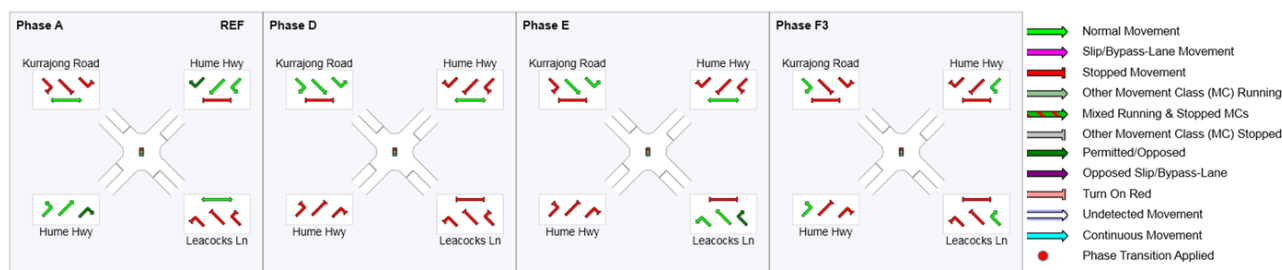 Phase A REF
Kurrajong Road Hume Hwy
Hume Hwy Leacocks Ln
Phase D
Kurrajong Road Hume Hwy
Hume Hwy Leacocks Ln
Phase E
Kurrajong Road Hume Hwy
Hume Hwy Leacocks Ln
Phase F3
Kurrajong Road Hume Hwy
Hume Hwy Leacocks Ln
Normal Movement
Slip/Bypass-Lane Movement
Stopped Movement
Other Movement Class (MC) Running
Mixed Running & Stopped MCs
Other Movement Class (MC) Stopped
Permitted/Opposed
Opposed Slip/Bypass-Lane
Turn On Red
Undetected Movement
Continuous Movement
Phase Transition Applied